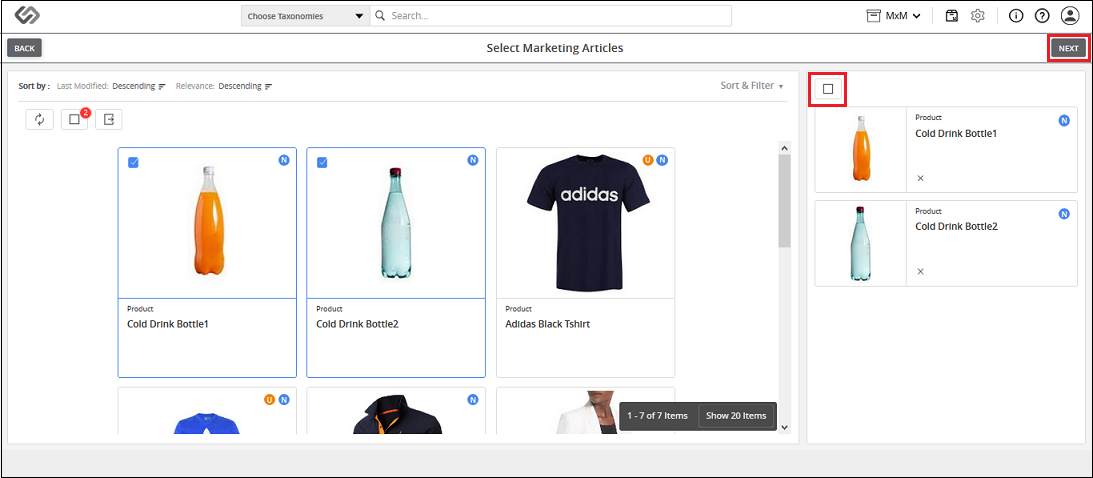 Choose Taxonomies
Search...
MxM
BACK
Select Marketing Articles
NEXT
Sort by : Last Modified: Descending Relevance: Descending
Sort & Filter
2
N
N
U N
adidas
Product
Cold Drink Bottle1
Product
Cold Drink Bottle2
Product
Adidas Black Tshirt
U N
N
1 - 7 of 7 Items Show 20 Items
Product
N
Cold Drink Bottle1
Product
N
Cold Drink Bottle2